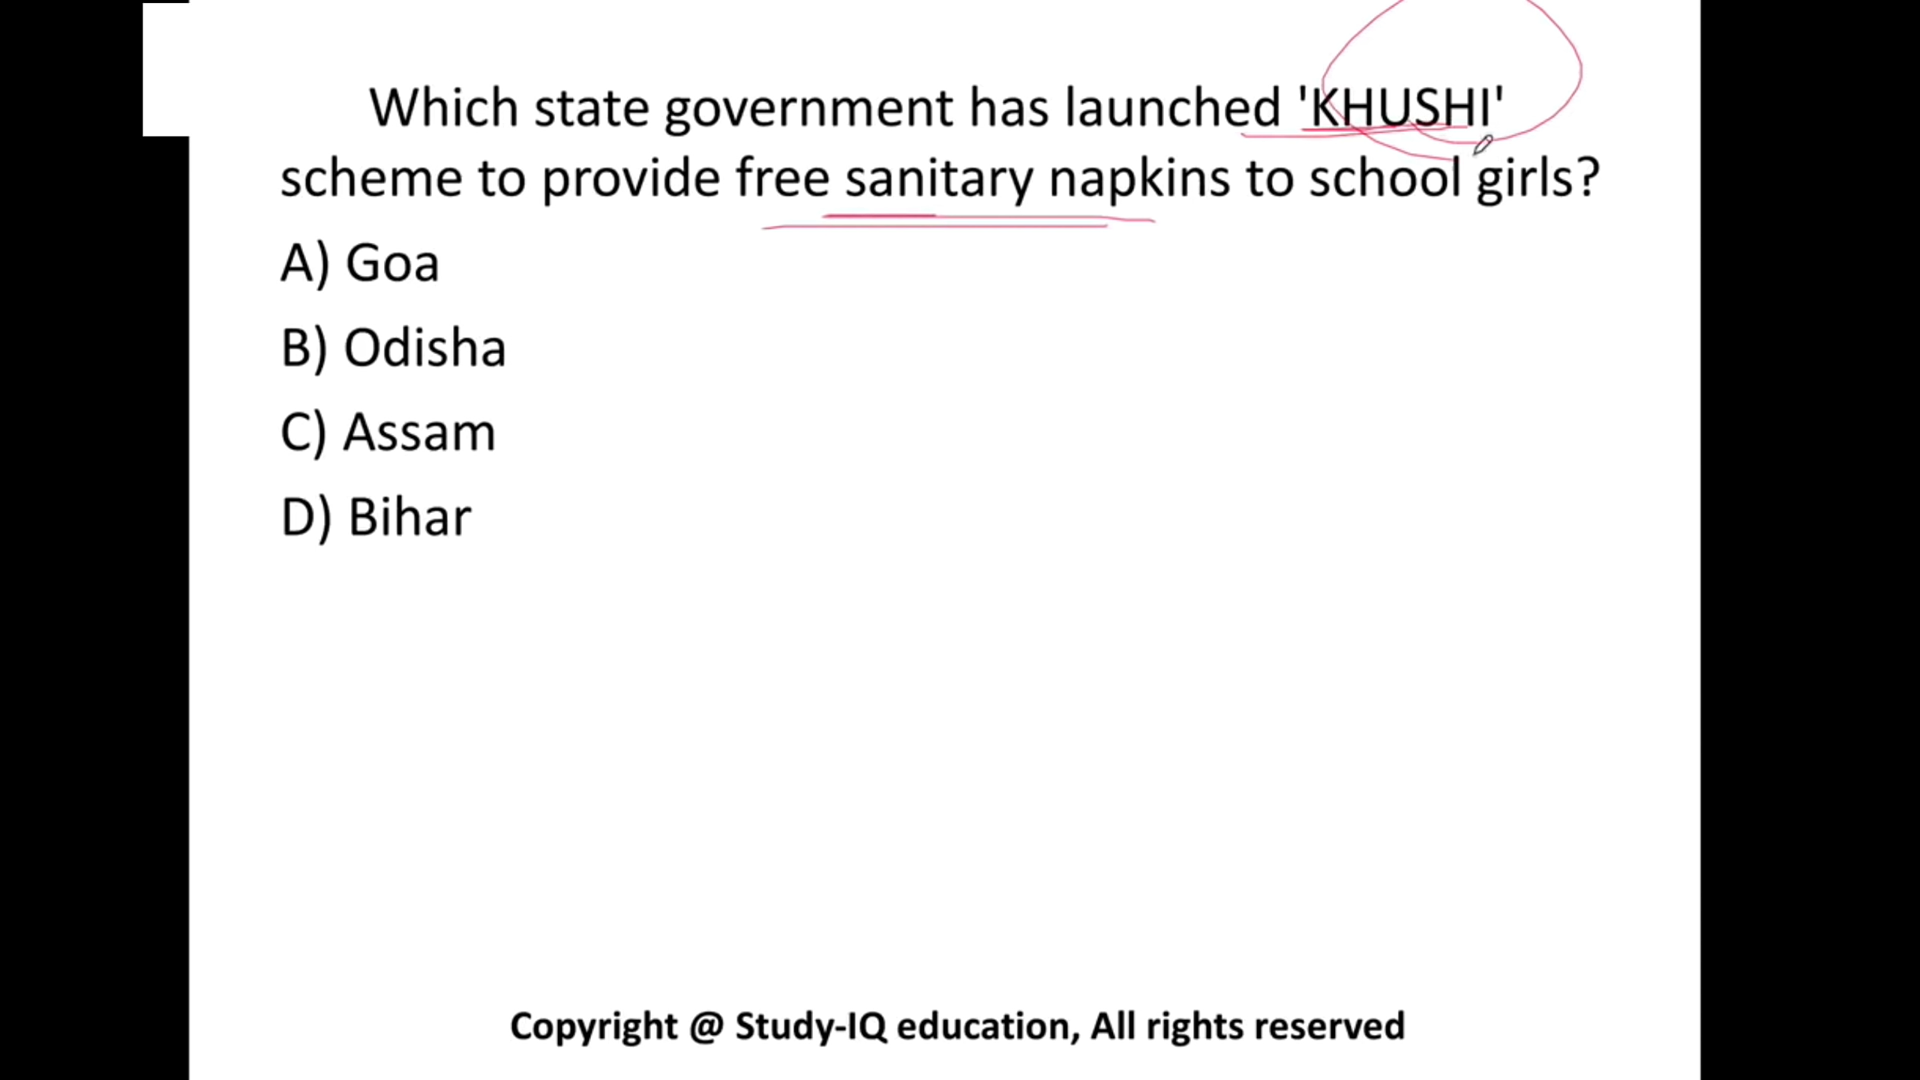 Which state government has launched 'KHUSHI'
scheme to provide free sanitary napkins to school girls?
A) Goa
B) Odisha
C) Assam
D) Bihar
Copyright @ Study-IQ education, All rights reserved